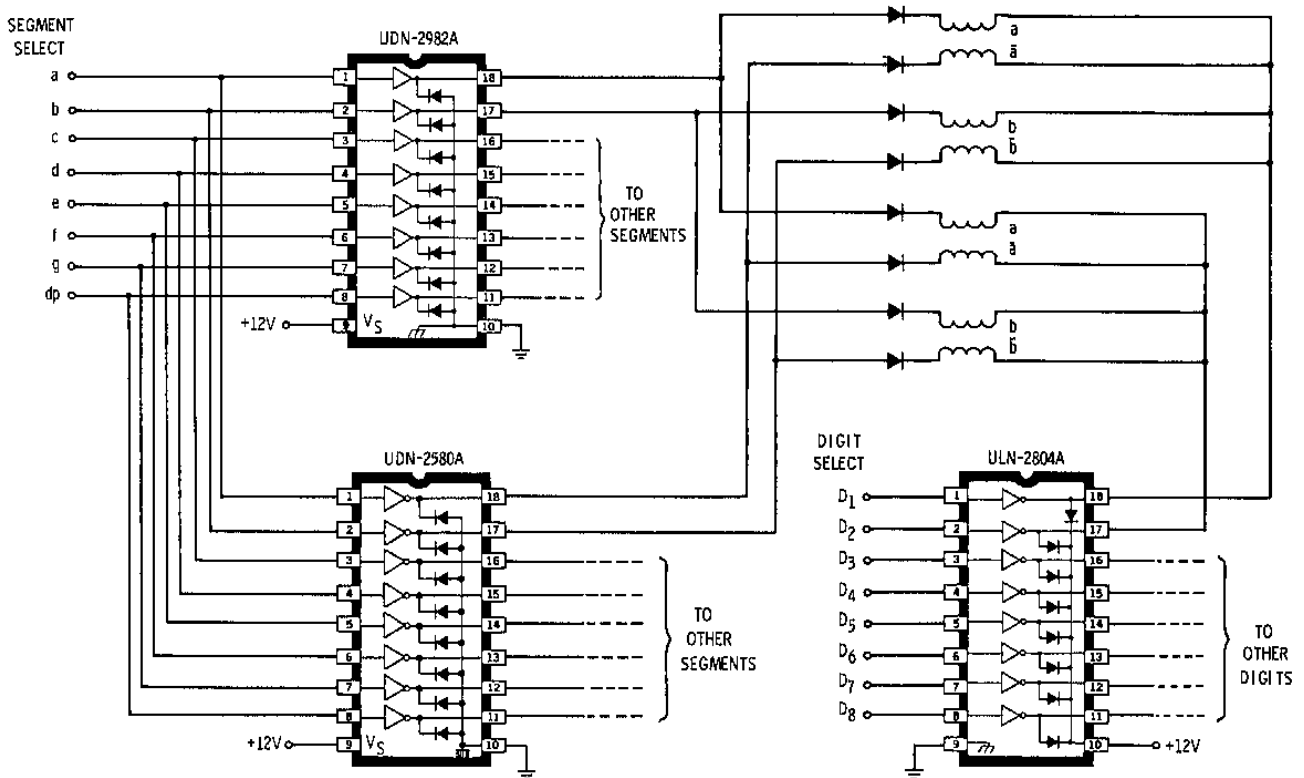 SEGMENT
SELECT
a
b
c
d
e
f
g
dp
+12V
UDN-2982A
1 18
2 17
3 16
4 15
5 14
6 13
7 12
8 11
9 VS 10
TO
OTHER
SEGMENTS
a
a̅
b
b̅
a
a̅
b
b̅
UDN-2580A
1 18
2 17
3 16
4 15
5 14
6 13
7 12
8 11
+12V 9 VS 10
TO
OTHER
SEGMENTS
DIGIT
SELECT
D1
D2
D3
D4
D5
D6
D7
D8
ULN-2804A
1 18
2 17
3 16
4 15
5 14
6 13
7 12
8 11
9 10 +12V
TO
OTHER
DIGITS